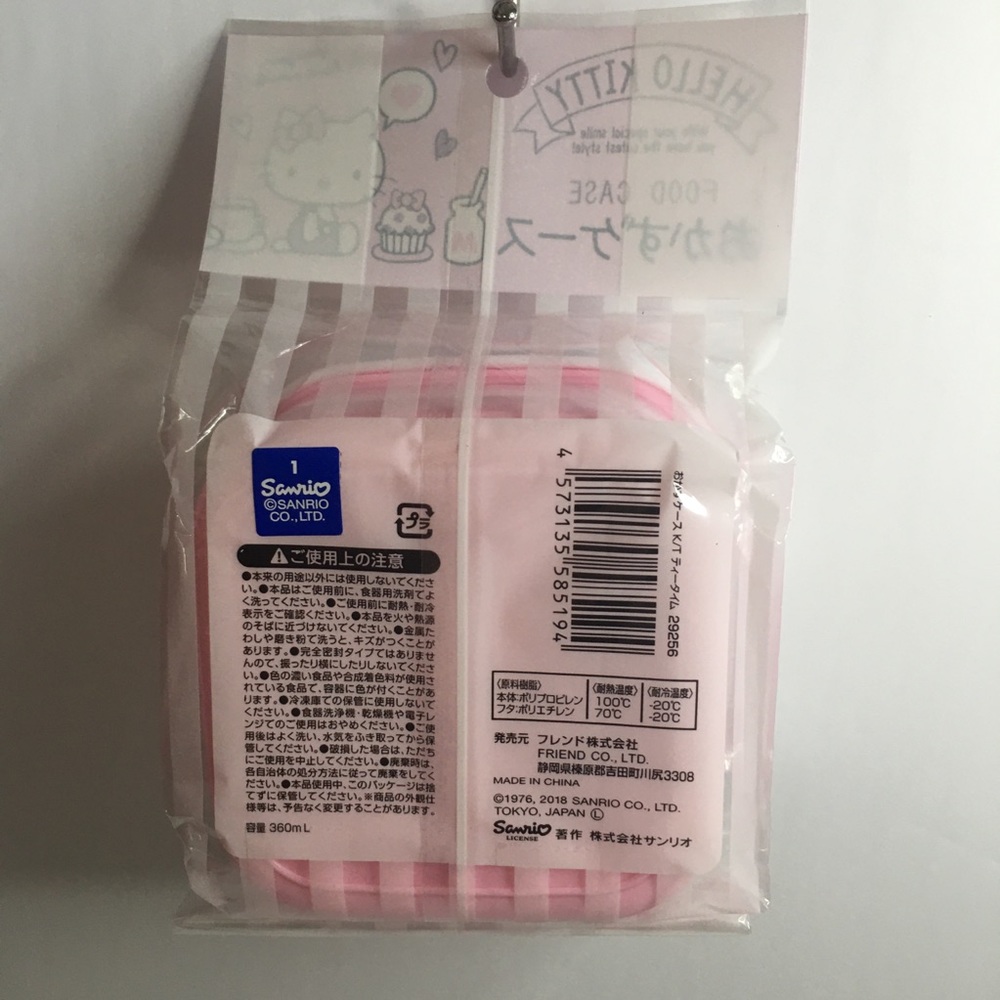 HELLO KITTY
With your special smile
you have the cutest style!
FOOD CASE
おかずケース
1
Sanrio
©SANRIO
CO., LTD.
プラ
ご使用上の注意
●本来の用途以外には使用しないでくださ
い。●本品はご使用前に、食器用洗剤でよ
く洗ってください。●ご使用前に耐熱・耐冷
表示をご確認ください。●本品を火や熱源
のそばに近づけないでください。●金属た
わしや磨き粉で洗うと、キズがつくことが
あります。●完全密封タイプではありませ
んので、振ったり横にしたりしないでくださ
い。●色の濃い食品や合成着色料が使用さ
れている食品で、容器に色が付くことがあ
ります。●冷凍庫での保管に使用しないで
ください。●食器洗浄機・乾燥機や電子レ
ンジでのご使用はおやめください。●ご使
用後はよく洗い、水気をふき取ってから保
管してください。●破損した場合は、ただち
にご使用を中止してください。●廃棄時は、
各自治体の処分方法に従って廃棄をしてく
ださい。●本品使用中、このパッケージは捨
てずに保管してください。※商品の外観仕
様等は、予告なく変更することがあります。
容量 360mL
4 573135 585194
おかずケース K/T ティータイム 29256
〈原料樹脂〉 〈耐熱温度〉 〈耐冷温度〉
本体:ポリプロピレン 100℃ -20℃
フタ:ポリエチレン 70℃ -20℃
発売元 フレンド株式会社
FRIEND CO., LTD.
静岡県榛原郡吉田町川尻3308
MADE IN CHINA
©1976, 2018 SANRIO CO., LTD.
TOKYO, JAPAN Ⓛ
Sanrio 著作 株式会社サンリオ
LICENSE